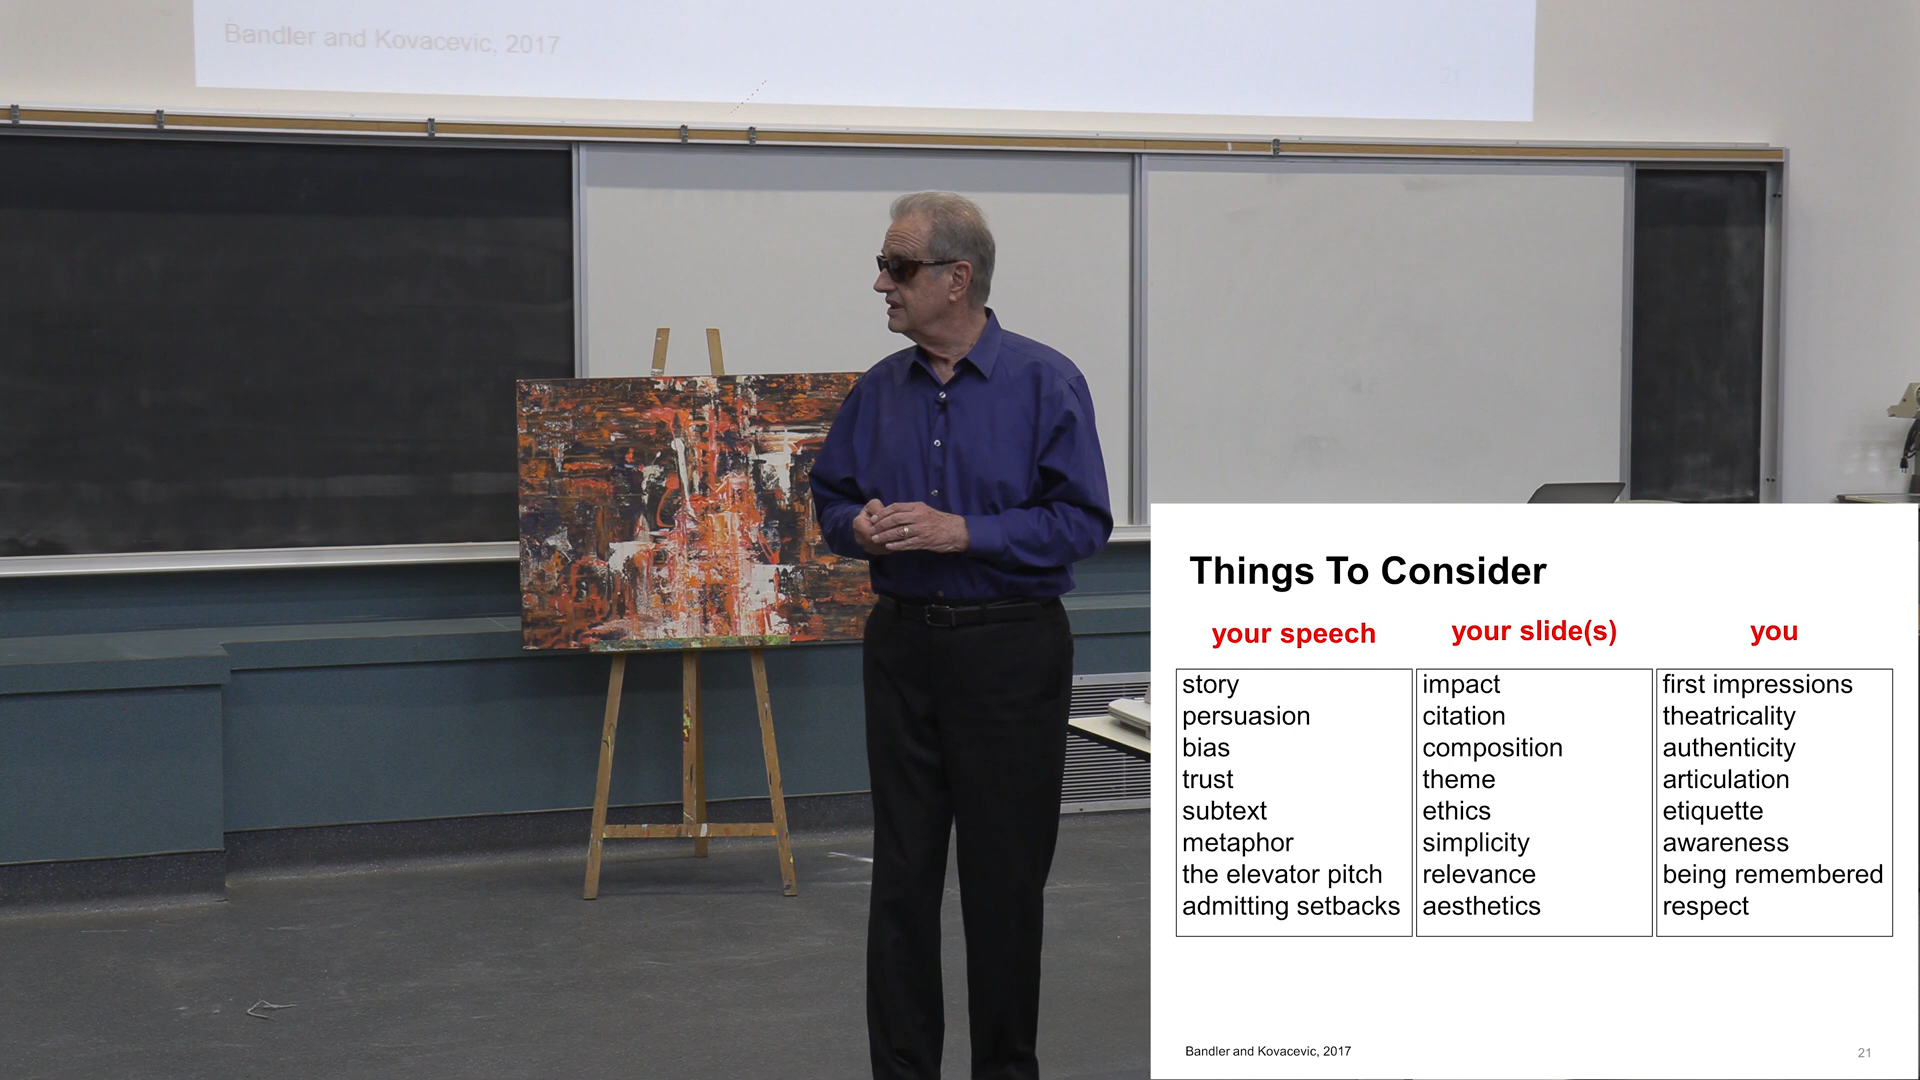 Bandler and Kovacevic, 2017
21
Things To Consider
your speech
your slide(s)
you
story
persuasion
bias
trust
subtext
metaphor
the elevator pitch
admitting setbacks
impact
citation
composition
theme
ethics
simplicity
relevance
aesthetics
first impressions
theatricality
authenticity
articulation
etiquette
awareness
being remembered
respect
Bandler and Kovacevic, 2017
21